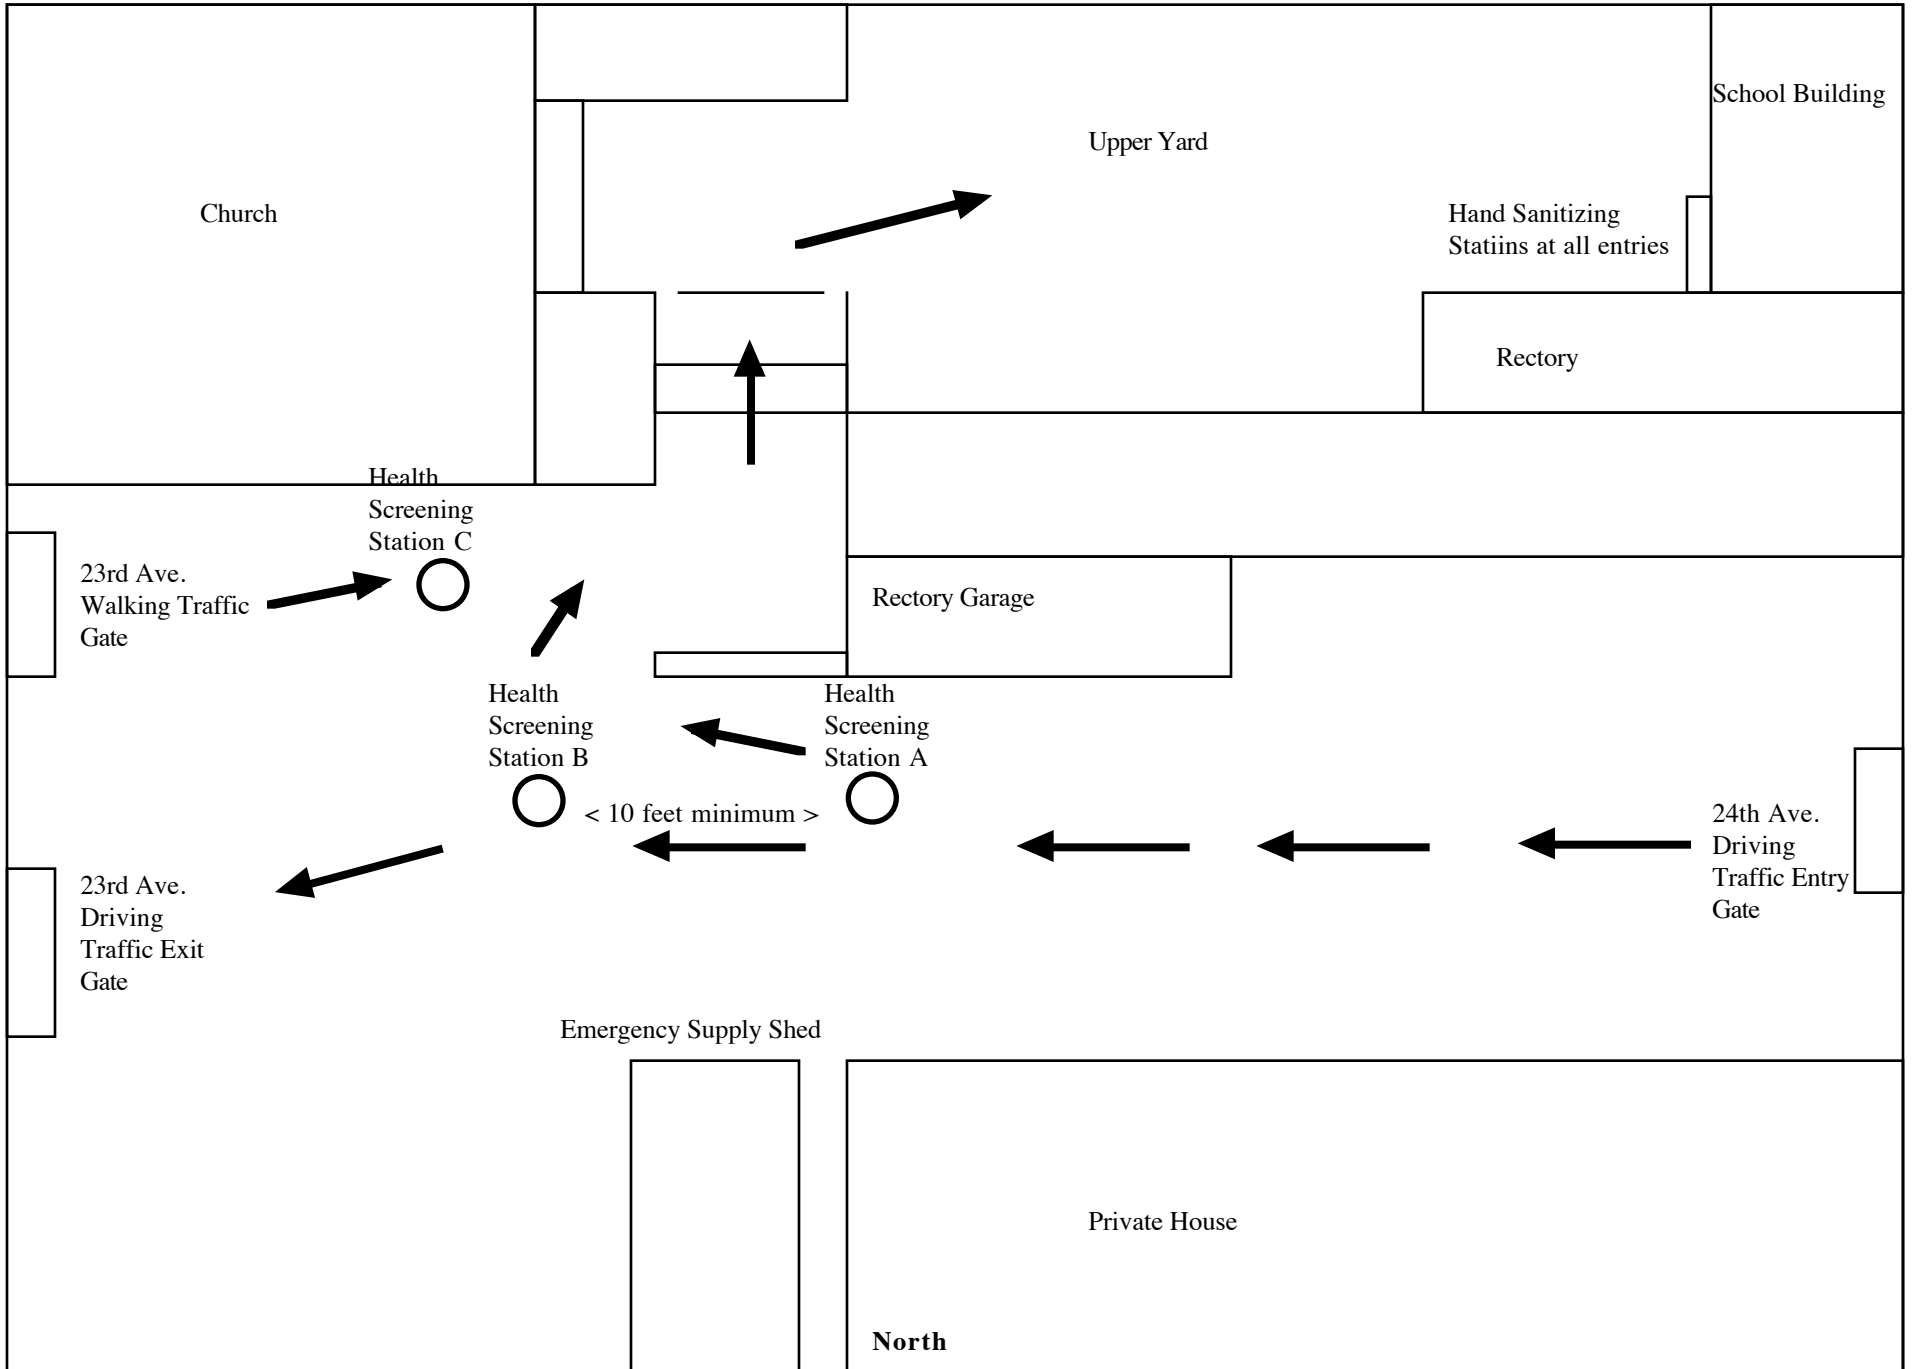 School Building
Upper Yard
Church
Hand Sanitizing
Statiins at all entries
Rectory
Health
Screening
Station C
23rd Ave.
Walking Traffic
Gate
Rectory Garage
Health
Screening
Station B
Health
Screening
Station A
< 10 feet minimum >
24th Ave.
Driving
Traffic Entry
Gate
23rd Ave.
Driving
Traffic Exit
Gate
Emergency Supply Shed
Private House
North